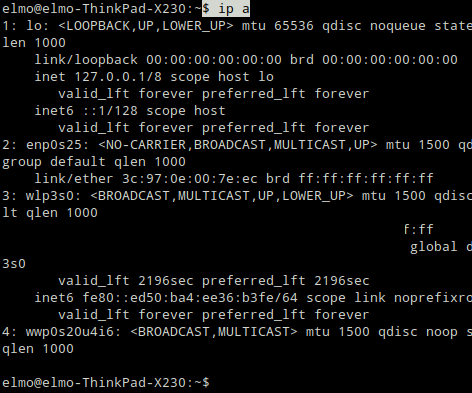 elmo@elmo-ThinkPad-X230:~$ ip a
1: lo: <LOOPBACK,UP,LOWER_UP> mtu 65536 qdisc noqueue state
len 1000
    link/loopback 00:00:00:00:00:00 brd 00:00:00:00:00:00
    inet 127.0.0.1/8 scope host lo
       valid_lft forever preferred_lft forever
    inet6 ::1/128 scope host
       valid_lft forever preferred_lft forever
2: enp0s25: <NO-CARRIER,BROADCAST,MULTICAST,UP> mtu 1500 qd
group default qlen 1000
    link/ether 3c:97:0e:00:7e:ec brd ff:ff:ff:ff:ff:ff
3: wlp3s0: <BROADCAST,MULTICAST,UP,LOWER_UP> mtu 1500 qdisc
lt qlen 1000
f:ff
global d
3s0
       valid_lft 2196sec preferred_lft 2196sec
    inet6 fe80::ed50:ba4:ee36:b3fe/64 scope link noprefixro
       valid_lft forever preferred_lft forever
4: wwp0s20u4i6: <BROADCAST,MULTICAST> mtu 1500 qdisc noop s
qlen 1000
elmo@elmo-ThinkPad-X230:~$